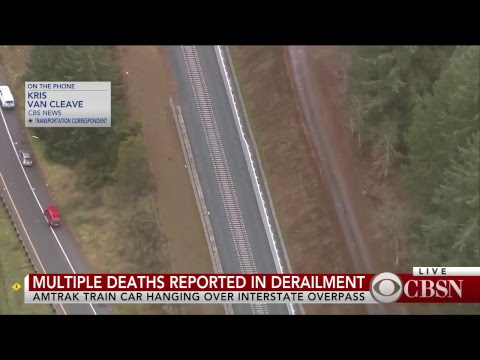 ON THE PHONE
KRIS
VAN CLEAVE
CBS NEWS
TRANSPORTATION CORRESPONDENT
MULTIPLE DEATHS REPORTED IN DERAILMENT
AMTRAK TRAIN CAR HANGING OVER INTERSTATE OVERPASS
LIVE
CBSN